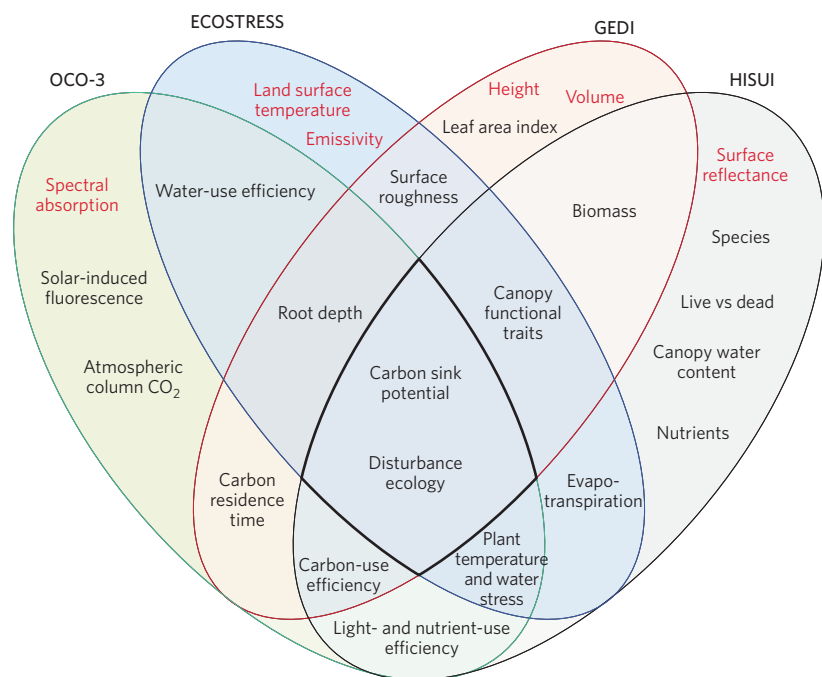 ECOSTRESS
GEDI
OCO-3
HISUI
Land surface
temperature
Emissivity
Height
Volume
Leaf area index
Spectral
absorption
Water-use efficiency
Surface
roughness
Biomass
Surface
reflectance
Species
Solar-induced
fluorescence
Root depth
Canopy
functional
traits
Live vs dead
Atmospheric
column CO₂
Carbon sink
potential
Canopy water
content
Nutrients
Disturbance
ecology
Carbon
residence
time
Evapo-
transpiration
Carbon-use
efficiency
Plant
temperature
and water
stress
Light- and nutrient-use
efficiency